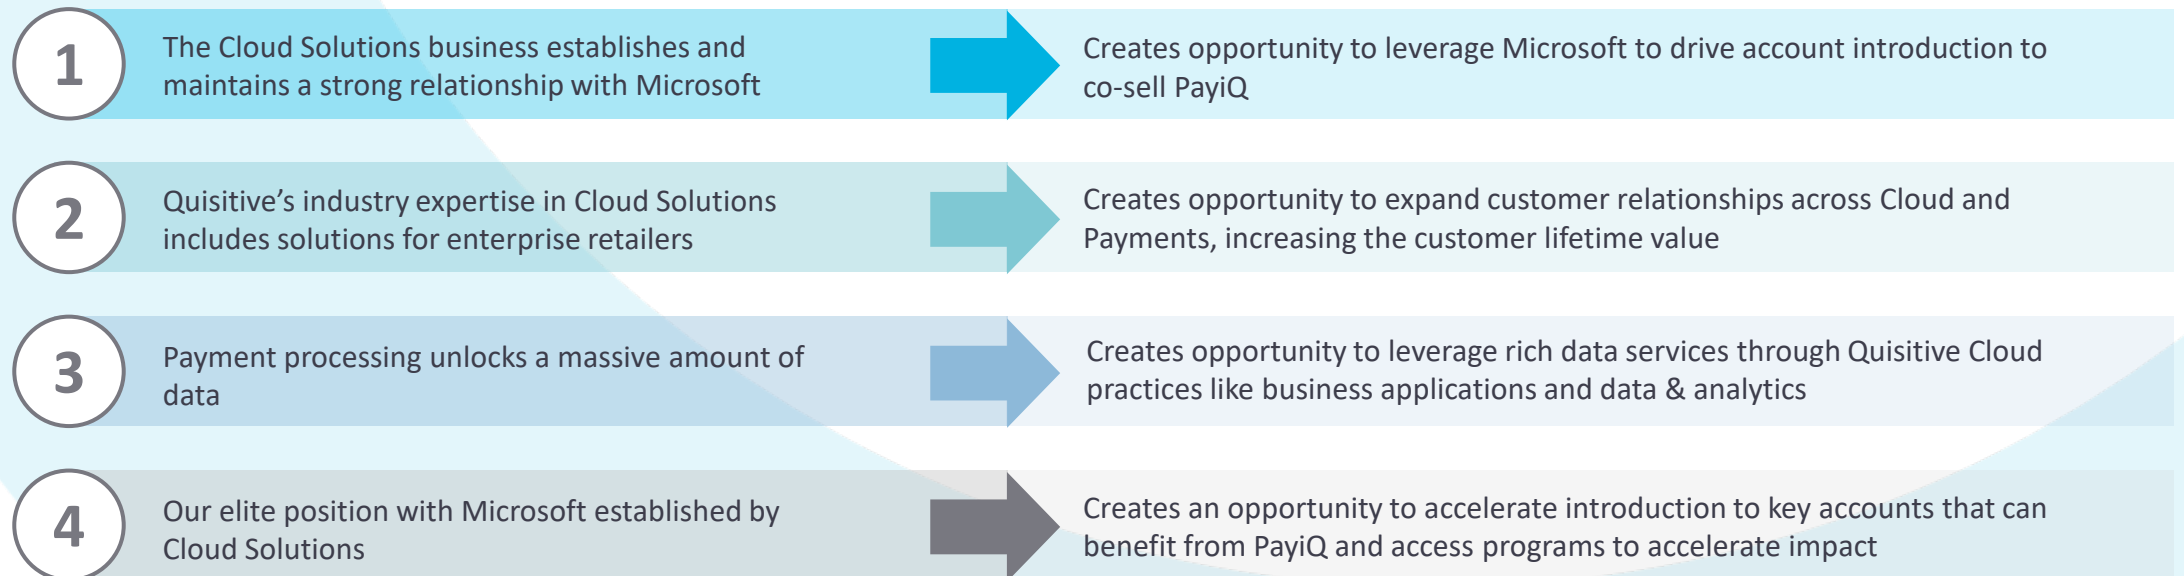 1
The Cloud Solutions business establishes and
maintains a strong relationship with Microsoft
Creates opportunity to leverage Microsoft to drive account introduction to
co-sell PayiQ
2
Quisitive’s industry expertise in Cloud Solutions
includes solutions for enterprise retailers
Creates opportunity to expand customer relationships across Cloud and
Payments, increasing the customer lifetime value
3
Payment processing unlocks a massive amount of
data
Creates opportunity to leverage rich data services through Quisitive Cloud
practices like business applications and data & analytics
4
Our elite position with Microsoft established by
Cloud Solutions
Creates an opportunity to accelerate introduction to key accounts that can
benefit from PayiQ and access programs to accelerate impact